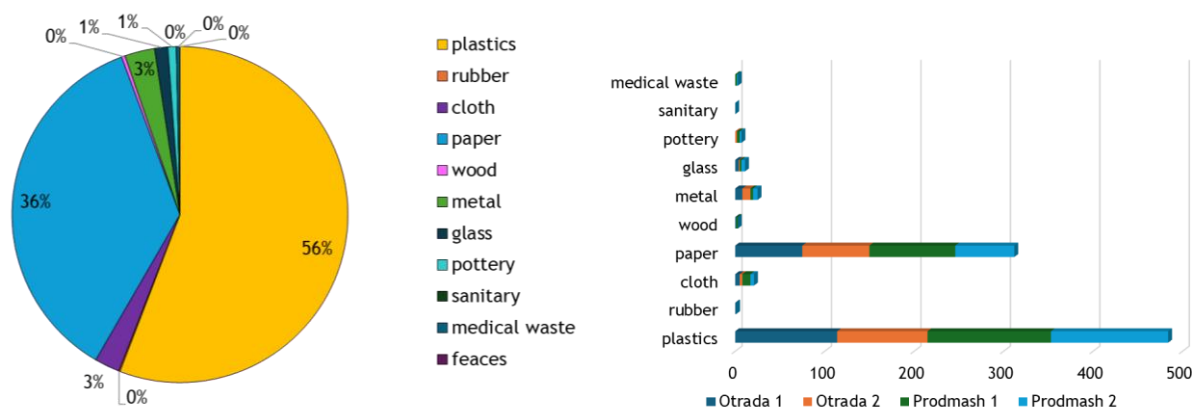 0%
1%
1%
0%
0%
0%
3%
36%
56%
3%
0%
plastics
rubber
cloth
paper
wood
metal
glass
pottery
sanitary
medical waste
feaces
medical waste
sanitary
pottery
glass
metal
wood
paper
cloth
rubber
plastics
0 100 200 300 400 500
Otrada 1 Otrada 2 Prodmash 1 Prodmash 2